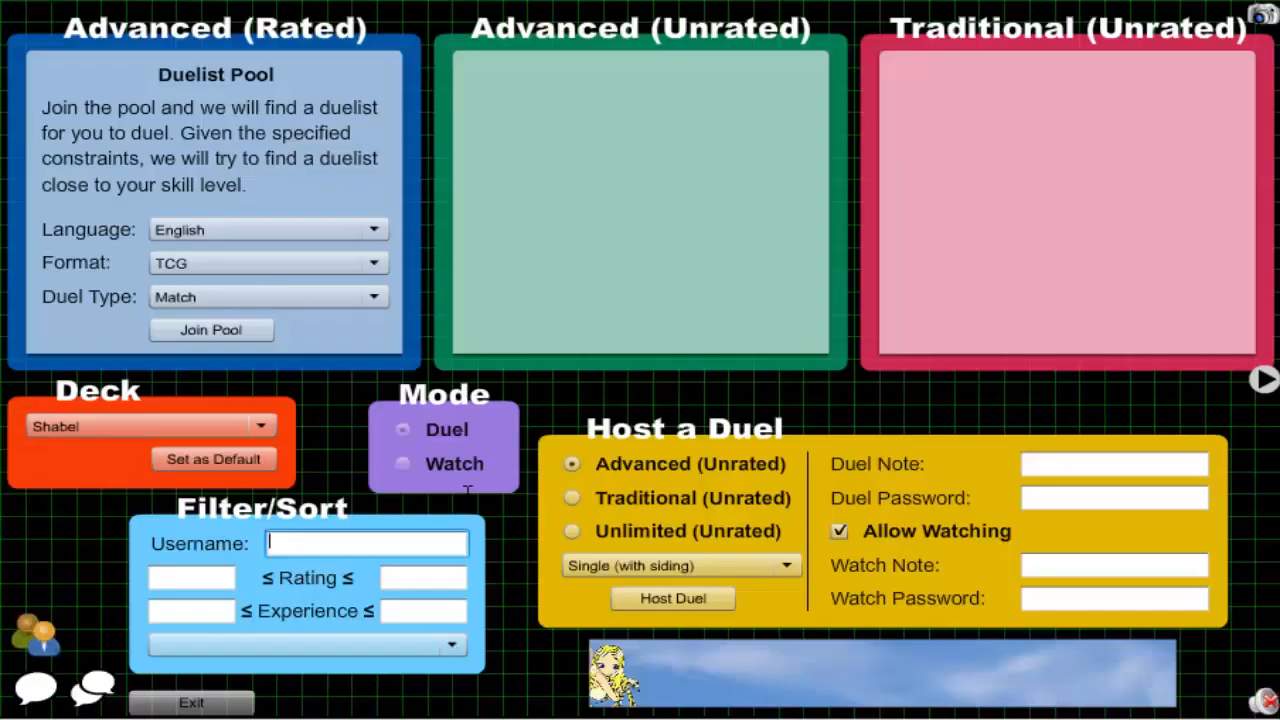 Advanced (Rated)
Advanced (Unrated)
Traditional (Unrated)
Duelist Pool
Join the pool and we will find a duelist
for you to duel. Given the specified
constraints, we will try to find a duelist
close to your skill level.
Language: English
Format: TCG
Duel Type: Match
Join Pool
Deck
Shabel
Set as Default
Mode
Duel
Watch
Host a Duel
Advanced (Unrated)
Traditional (Unrated)
Unlimited (Unrated)
Single (with siding)
Host Duel
Duel Note:
Duel Password:
Allow Watching
Watch Note:
Watch Password:
Filter/Sort
Username:
≤ Rating ≤
≤ Experience ≤
Exit